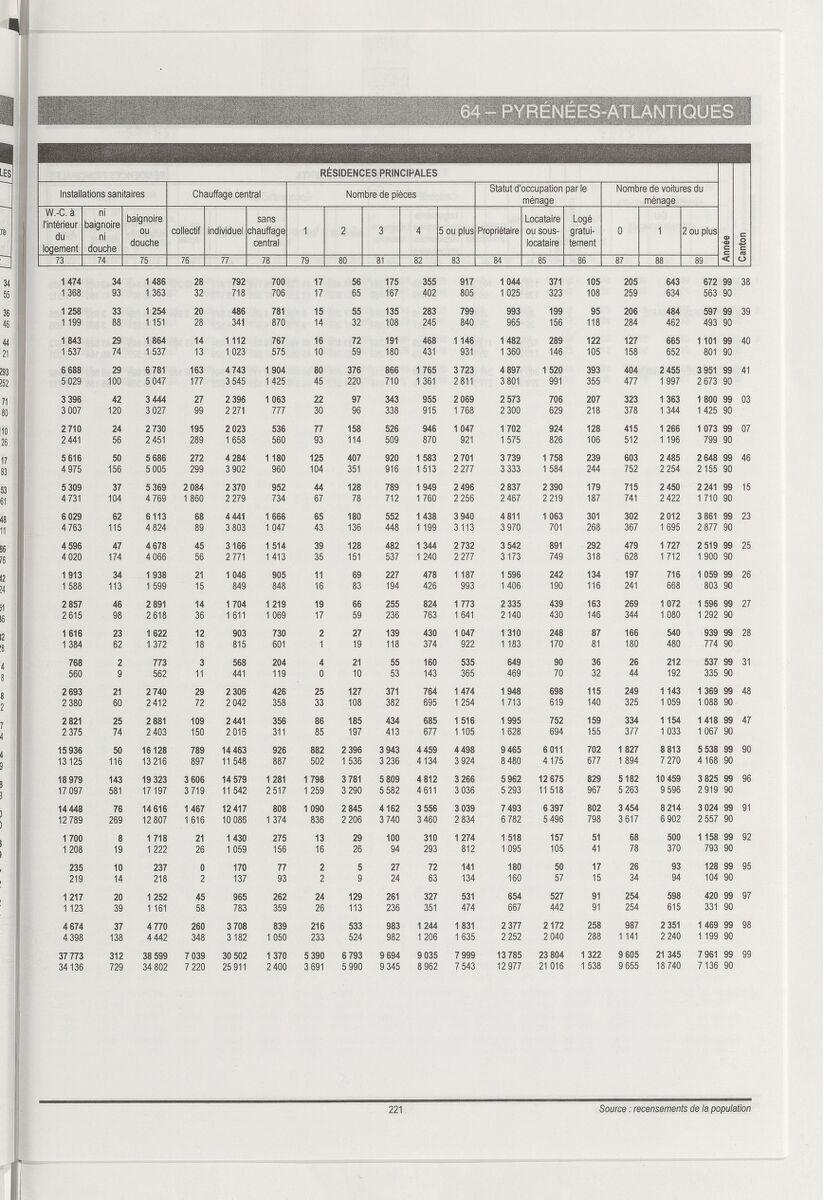 64 – PYRÉNÉES-ATLANTIQUES
RÉSIDENCES PRINCIPALES
Installations sanitaires Chauffage central Nombre de pièces Statut d'occupation par le ménage Nombre de voitures du ménage
W.-C. à l'intérieur du logement ni baignoire ni douche baignoire ou douche collectif individuel sans chauffage central 1 2 3 4 5 ou plus Propriétaire Locataire ou sous-locataire Logé gratui-tement 0 1 2 ou plus Année Canton
73 74 75 76 77 78 79 80 81 82 83 84 85 86 87 88 89
1 474 34 1 486 28 792 700 17 56 175 355 917 1 044 371 105 205 643 672 99 38
1 368 93 1 363 32 718 706 17 65 167 402 805 1 025 323 108 259 634 563 90
1 258 33 1 254 20 486 781 15 55 135 283 799 993 199 95 206 484 597 99 39
1 199 88 1 151 28 341 870 14 32 108 245 840 965 156 118 284 462 493 90
1 843 29 1 864 14 1 112 767 16 72 191 468 1 146 1 482 289 122 127 665 1 101 99 40
1 537 74 1 537 13 1 023 575 10 59 180 431 931 1 360 146 105 158 652 801 90
6 688 29 6 781 163 4 743 1 904 80 376 866 1 765 3 723 4 897 1 520 393 404 2 455 3 951 99 41
5 029 100 5 047 177 3 545 1 425 45 220 710 1 361 2 811 3 801 991 355 477 1 997 2 673 90
3 396 42 3 444 27 2 396 1 063 22 97 343 955 2 069 2 573 706 207 323 1 363 1 800 99 03
3 007 120 3 027 99 2 271 777 30 96 338 915 1 768 2 300 629 218 378 1 344 1 425 90
2 710 24 2 730 195 2 023 536 77 158 526 946 1 047 1 702 924 128 415 1 266 1 073 99 07
2 441 56 2 451 289 1 658 560 93 114 509 870 921 1 575 826 106 512 1 196 799 90
5 616 50 5 686 272 4 284 1 180 125 407 920 1 583 2 701 3 739 1 758 239 603 2 485 2 648 99 46
4 975 156 5 005 299 3 902 960 104 351 916 1 513 2 277 3 333 1 584 244 752 2 254 2 155 90
5 309 37 5 369 2 084 2 370 952 44 128 789 1 949 2 496 2 837 2 390 179 715 2 450 2 241 99 15
4 731 104 4 769 1 860 2 279 734 67 78 712 1 760 2 256 2 467 2 219 187 741 2 422 1 710 90
6 029 62 6 113 68 4 441 1 666 65 180 552 1 438 3 940 4 811 1 063 301 302 2 012 3 861 99 23
4 763 115 4 824 89 3 803 1 047 43 136 448 1 199 3 113 3 970 701 268 367 1 695 2 877 90
4 596 47 4 678 45 3 166 1 514 39 128 482 1 344 2 732 3 542 891 292 479 1 727 2 519 99 25
4 020 174 4 066 56 2 771 1 413 35 151 537 1 240 2 277 3 173 749 318 628 1 712 1 900 90
1 913 34 1 938 21 1 046 905 11 69 227 478 1 187 1 596 242 134 197 716 1 059 99 26
1 588 113 1 599 15 849 848 16 83 194 426 993 1 406 190 116 241 668 803 90
2 857 46 2 891 14 1 704 1 219 19 66 255 824 1 773 2 335 439 163 269 1 072 1 596 99 27
2 615 98 2 618 36 1 611 1 069 17 59 236 763 1 641 2 140 430 146 344 1 080 1 292 90
1 616 23 1 622 12 903 730 2 27 139 430 1 047 1 310 248 87 166 540 939 99 28
1 384 62 1 372 18 815 601 1 19 118 374 922 1 183 170 81 180 480 774 90
768 2 773 3 568 204 4 21 55 160 535 649 90 36 26 212 537 99 31
560 9 562 11 441 119 0 10 53 143 365 469 70 32 44 192 335 90
2 693 21 2 740 29 2 306 426 25 127 371 764 1 474 1 948 698 115 249 1 143 1 369 99 48
2 380 60 2 412 72 2 042 358 33 108 382 695 1 254 1 713 619 140 325 1 059 1 088 90
2 821 25 2 881 109 2 441 356 86 185 434 685 1 516 1 995 752 159 334 1 154 1 418 99 47
2 375 74 2 403 150 2 016 311 85 197 413 677 1 105 1 628 694 155 377 1 033 1 067 90
15 936 50 16 128 789 14 463 926 882 2 396 3 943 4 459 4 498 9 465 6 011 702 1 827 8 813 5 538 99 90
13 125 116 13 216 897 11 548 887 502 1 536 3 236 4 134 3 924 8 480 4 175 677 1 894 7 270 4 168 90
18 979 143 19 323 3 606 14 579 1 281 1 798 3 781 5 809 4 812 3 266 5 962 12 675 829 5 182 10 459 3 825 99 96
17 097 581 17 197 3 719 11 542 2 517 1 259 3 290 5 582 4 611 3 036 5 293 11 518 967 5 263 9 596 2 919 90
14 448 76 14 616 1 467 12 417 808 1 090 2 845 4 162 3 556 3 039 7 493 6 397 802 3 454 8 214 3 024 99 91
12 789 269 12 807 1 616 10 086 1 374 836 2 206 3 740 3 460 2 834 6 782 5 496 798 3 617 6 902 2 557 90
1 700 8 1 718 21 1 430 275 13 29 100 310 1 274 1 518 157 51 68 500 1 158 99 92
1 208 19 1 222 26 1 059 156 16 26 94 293 812 1 095 105 41 78 370 793 90
235 10 237 0 170 77 2 5 27 72 141 180 50 17 26 93 128 99 95
219 14 218 2 137 93 2 9 24 63 134 160 57 15 34 94 104 90
1 217 20 1 252 45 965 262 24 129 261 327 531 654 527 91 254 598 420 99 97
1 123 39 1 161 58 783 359 26 113 236 351 474 667 442 91 254 615 331 90
4 674 37 4 770 260 3 708 839 216 533 983 1 244 1 831 2 377 2 172 258 987 2 351 1 469 99 98
4 398 138 4 442 348 3 182 1 050 233 524 982 1 206 1 635 2 252 2 040 288 1 141 2 240 1 199 90
37 773 312 38 599 7 039 30 502 1 370 5 390 6 793 9 694 9 035 7 999 13 785 23 804 1 322 9 605 21 345 7 961 99 99
34 136 729 34 802 7 220 25 911 2 400 3 691 5 990 9 345 8 962 7 543 12 977 21 016 1 538 9 655 18 740 7 136 90
221
Source : recensements de la population